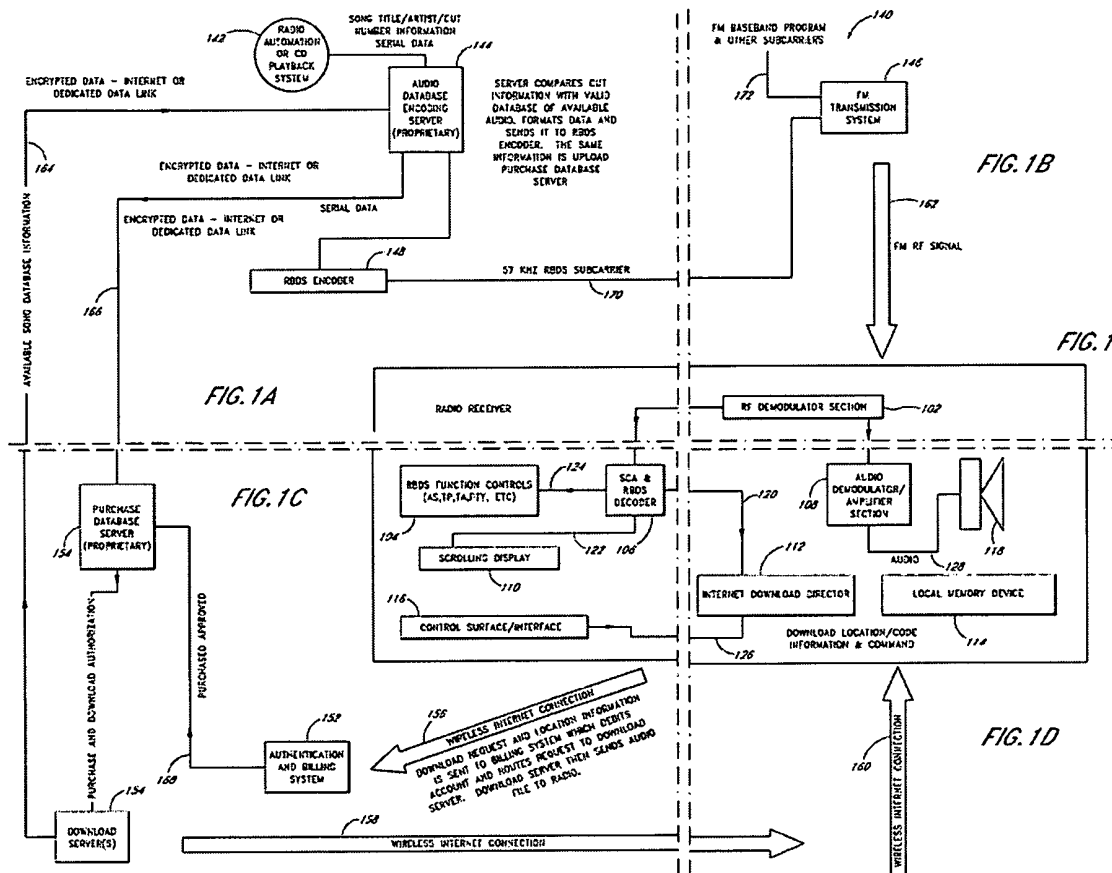 142
RADIO
AUTOMATION
OR CD
PLAYBACK
SYSTEM
SONG TITLE/ARTIST/CUT
NUMBER INFORMATION
SERIAL DATA
144
AUDIO
DATABASE
ENCODING
SERVER
(PROPRIETARY)
SERVER COMPARES CUT
INFORMATION WITH VALID
DATABASE OF AVAILABLE
AUDIO, FORMATS DATA AND
SENDS IT TO RBDS
ENCODER. THE SAME
INFORMATION IS UPLOAD
PURCHASE DATABASE
SERVER
ENCRYPTED DATA - INTERNET OR
DEDICATED DATA LINK
164
ENCRYPTED DATA - INTERNET OR
DEDICATED DATA LINK
SERIAL DATA
ENCRYPTED DATA - INTERNET OR
DEDICATED DATA LINK
AVAILABLE SONG DATABASE INFORMATION
166
148
RBDS ENCODER
57 KHZ RBDS SUBCARRIER
170
FIG.1A
FM BASEBAND PROGRAM
& OTHER SUBCARRIERS
140
172
146
FM
TRANSMISSION
SYSTEM
FIG.1B
162
FM RF SIGNAL
FIG.1
RADIO RECEIVER
RF DEMODULATOR SECTION
102
FIG.1C
PURCHASE
DATABASE
SERVER
(PROPRIETARY)
154
RBDS FUNCTION CONTROLS
(AS,TP,TA,PTY, ETC)
104
124
SCA &
RBDS
DECODER
106
122
SCROLLING DISPLAY
110
116
CONTROL SURFACE/INTERFACE
120
108
AUDIO
DEMODULATOR/
AMPLIFIER
SECTION
118
AUDIO
128
112
INTERNET DOWNLOAD DIRECTOR
LOCAL MEMORY DEVICE
114
DOWNLOAD LOCATION/CODE
INFORMATION & COMMAND
126
PURCHASE AND DOWNLOAD AUTHORIZATION
PURCHASED APPROVED
168
152
AUTHENTICATION
AND BILLING
SYSTEM
156
WIRELESS INTERNET CONNECTION
DOWNLOAD REQUEST AND LOCATION INFORMATION
IS SENT TO BILLING SYSTEM WHICH DEBITS
ACCOUNT AND ROUTES REQUEST TO DOWNLOAD
SERVER. DOWNLOAD SERVER THEN SENDS AUDIO
FILE TO RADIO.
154
DOWNLOAD
SERVER(S)
158
WIRELESS INTERNET CONNECTION
160
WIRELESS INTERNET CONNECTION
FIG.1D